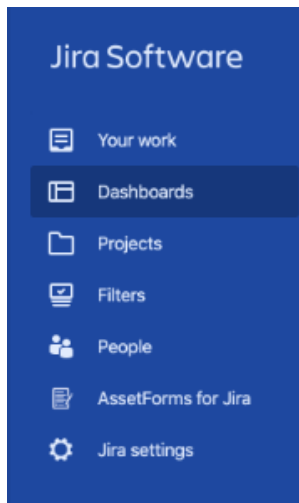 Jira Software
Your work
Dashboards
Projects
Filters
People
AssetForms for Jira
Jira settings